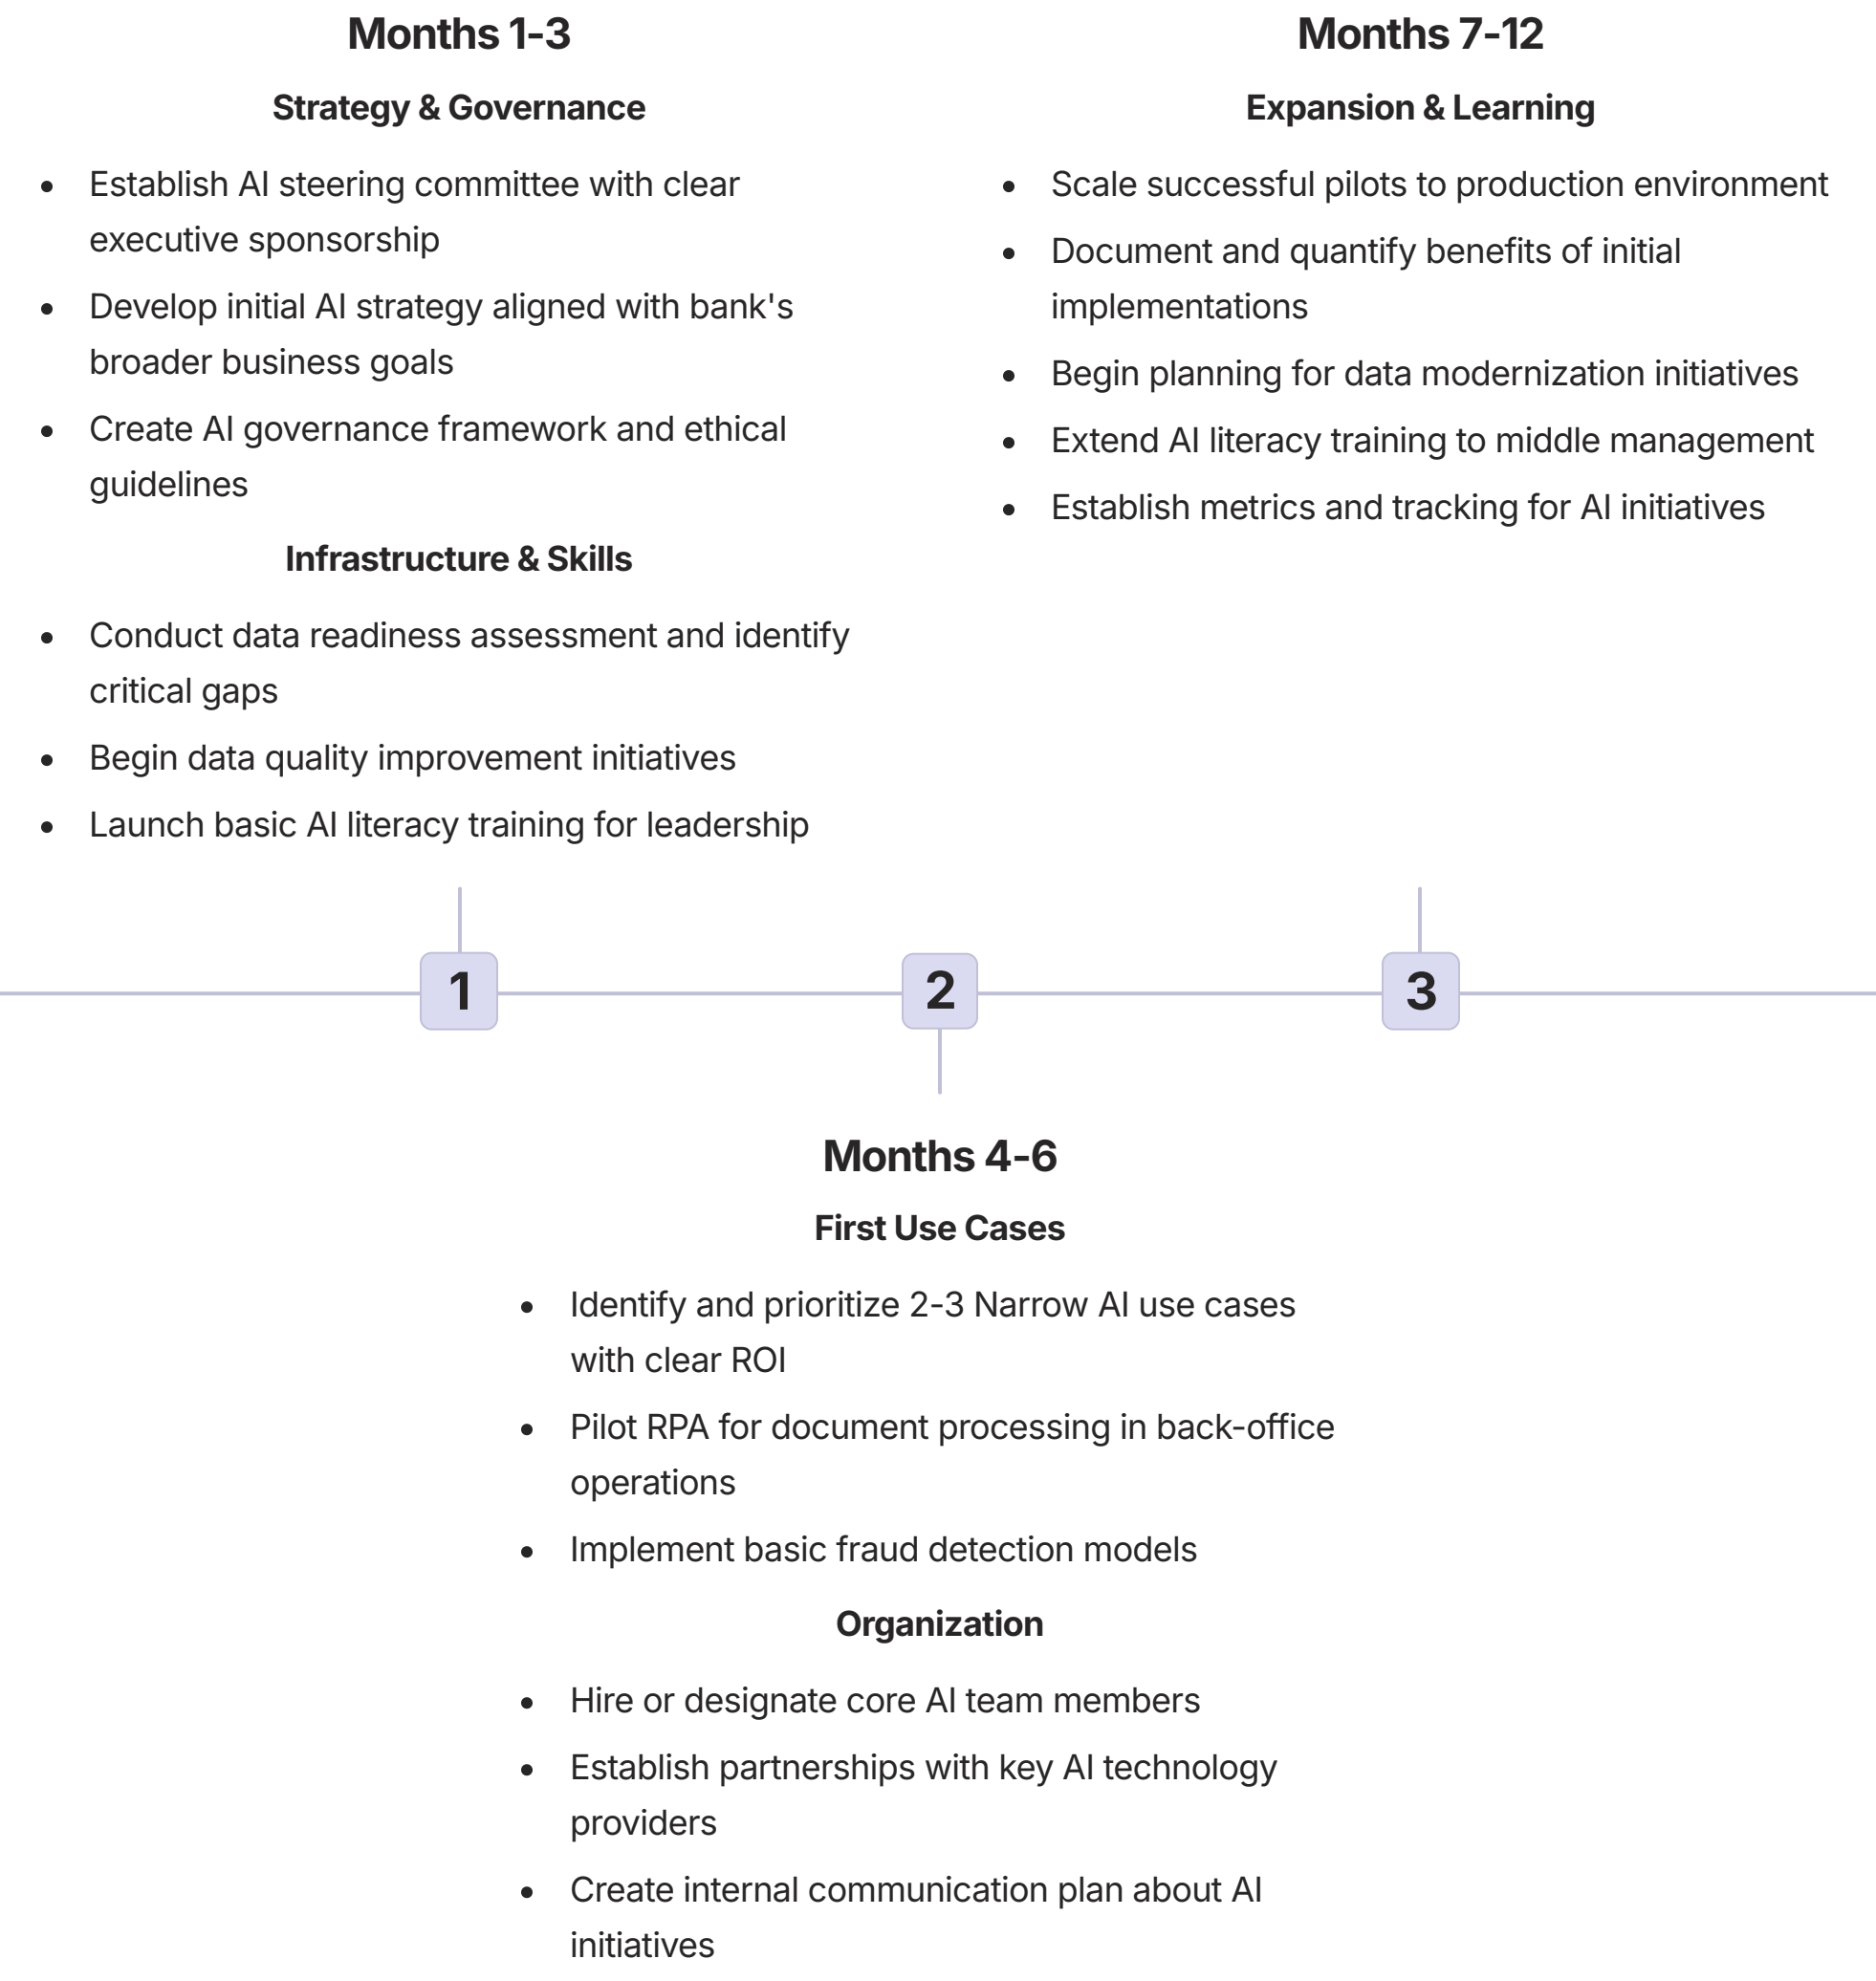 Months 1-3
Strategy & Governance
• Establish AI steering committee with clear
executive sponsorship
• Develop initial AI strategy aligned with bank's
broader business goals
• Create AI governance framework and ethical
guidelines
Infrastructure & Skills
• Conduct data readiness assessment and identify
critical gaps
• Begin data quality improvement initiatives
• Launch basic AI literacy training for leadership
Months 7-12
Expansion & Learning
• Scale successful pilots to production environment
• Document and quantify benefits of initial
implementations
• Begin planning for data modernization initiatives
• Extend AI literacy training to middle management
• Establish metrics and tracking for AI initiatives
1
2
3
Months 4-6
First Use Cases
• Identify and prioritize 2-3 Narrow AI use cases
with clear ROI
• Pilot RPA for document processing in back-office
operations
• Implement basic fraud detection models
Organization
• Hire or designate core AI team members
• Establish partnerships with key AI technology
providers
• Create internal communication plan about AI
initiatives